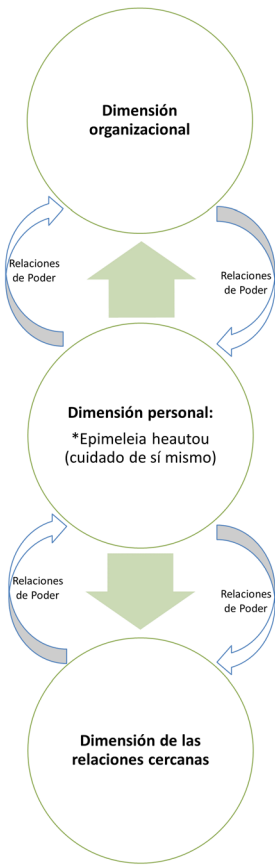 Dimensión
organizacional
Relaciones
de Poder
Relaciones
de Poder
Dimensión personal:
*Epimeleia heautou
(cuidado de sí mismo)
Relaciones
de Poder
Relaciones
de Poder
Dimensión de las
relaciones cercanas